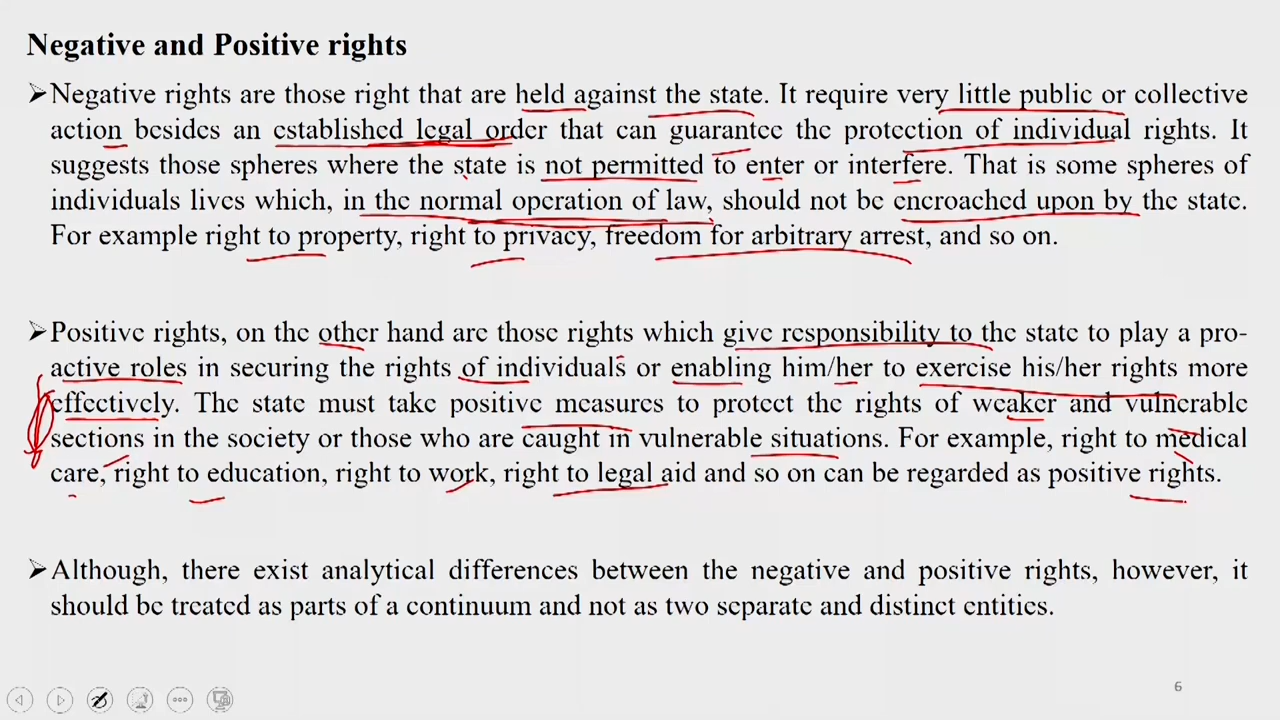 Negative and Positive rights
➢Negative rights are those right that are held against the state. It require very little public or collective
action besides an established legal order that can guarantee the protection of individual rights. It
suggests those spheres where the state is not permitted to enter or interfere. That is some spheres of
individuals lives which, in the normal operation of law, should not be encroached upon by the state.
For example right to property, right to privacy, freedom for arbitrary arrest, and so on.
➢Positive rights, on the other hand are those rights which give responsibility to the state to play a pro-
active roles in securing the rights of individuals or enabling him/her to exercise his/her rights more
effectively. The state must take positive measures to protect the rights of weaker and vulnerable
sections in the society or those who are caught in vulnerable situations. For example, right to medical
care, right to education, right to work, right to legal aid and so on can be regarded as positive rights.
➢Although, there exist analytical differences between the negative and positive rights, however, it
should be treated as parts of a continuum and not as two separate and distinct entities.
6